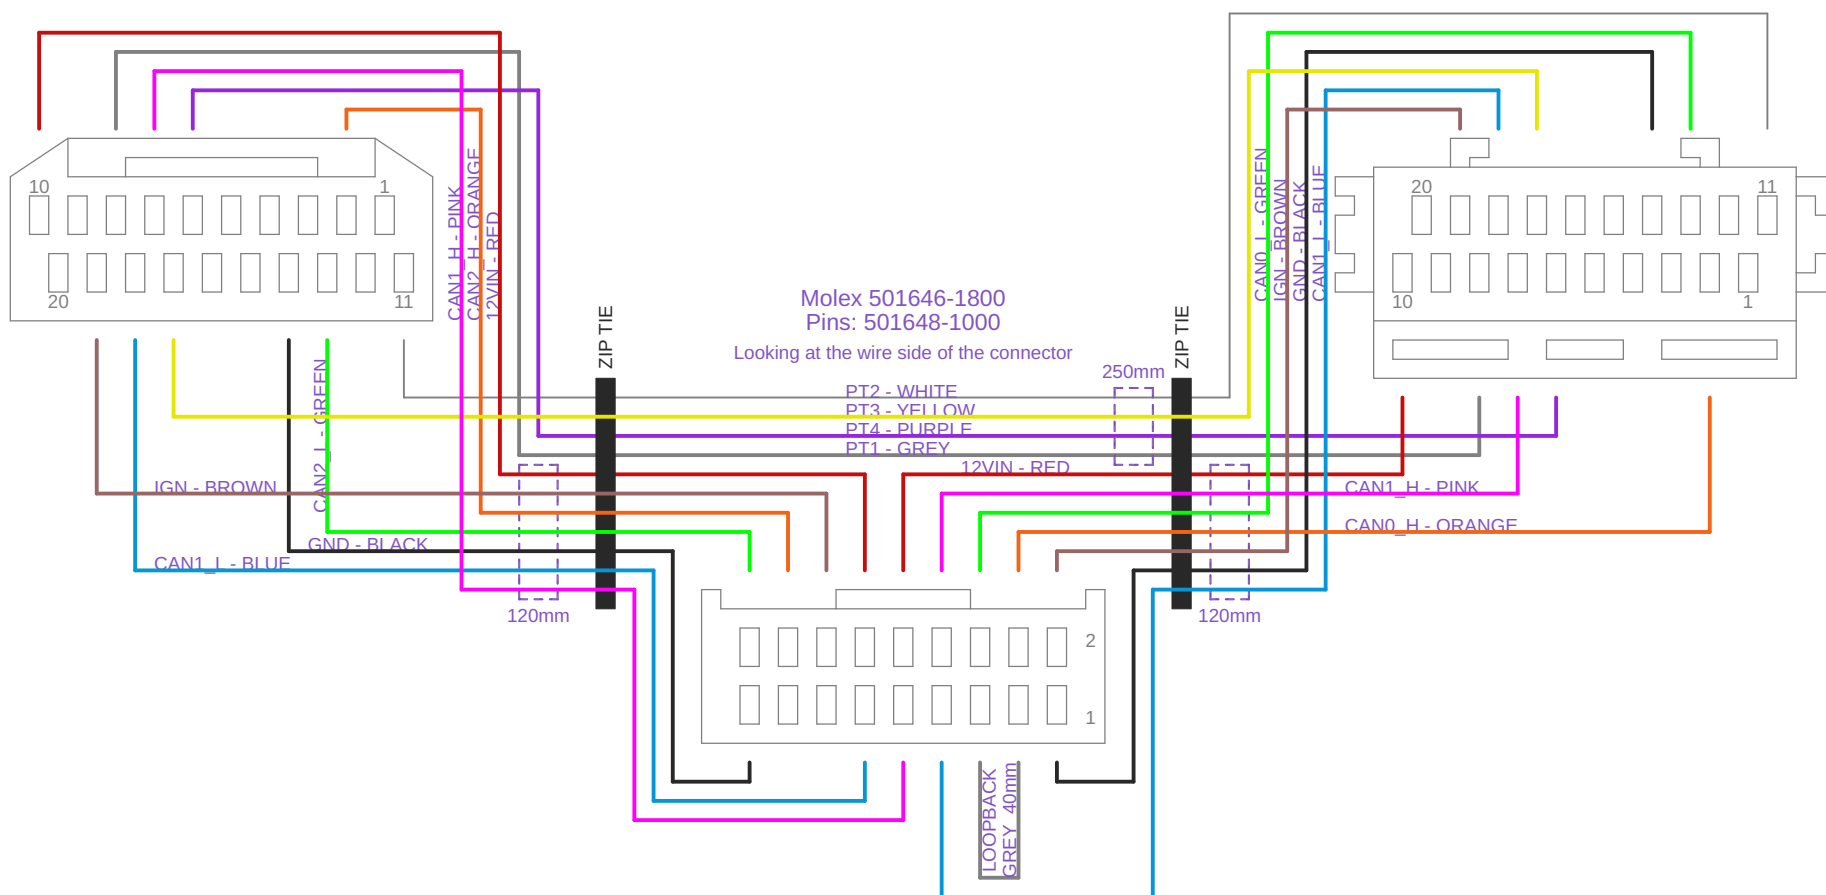 10
1
20
11
CAN1_H - PINK
CAN2_H - ORANGE
12VIN - RED
CAN2_L - GREEN
IGN - BROWN
GND - BLACK
CAN1_L - BLUE
120mm
ZIP TIE
Molex 501646-1800
Pins: 501648-1000
Looking at the wire side of the connector
250mm
PT2 - WHITE
PT3 - YELLOW
PT4 - PURPLE
PT1 - GREY
12VIN - RED
ZIP TIE
CAN0_L - GREEN
IGN - BROWN
GND - BLACK
CAN1_L - BLUE
20
11
10
1
CAN1_H - PINK
CAN0_H - ORANGE
120mm
2
1
LOOPBACK
GREY 40mm